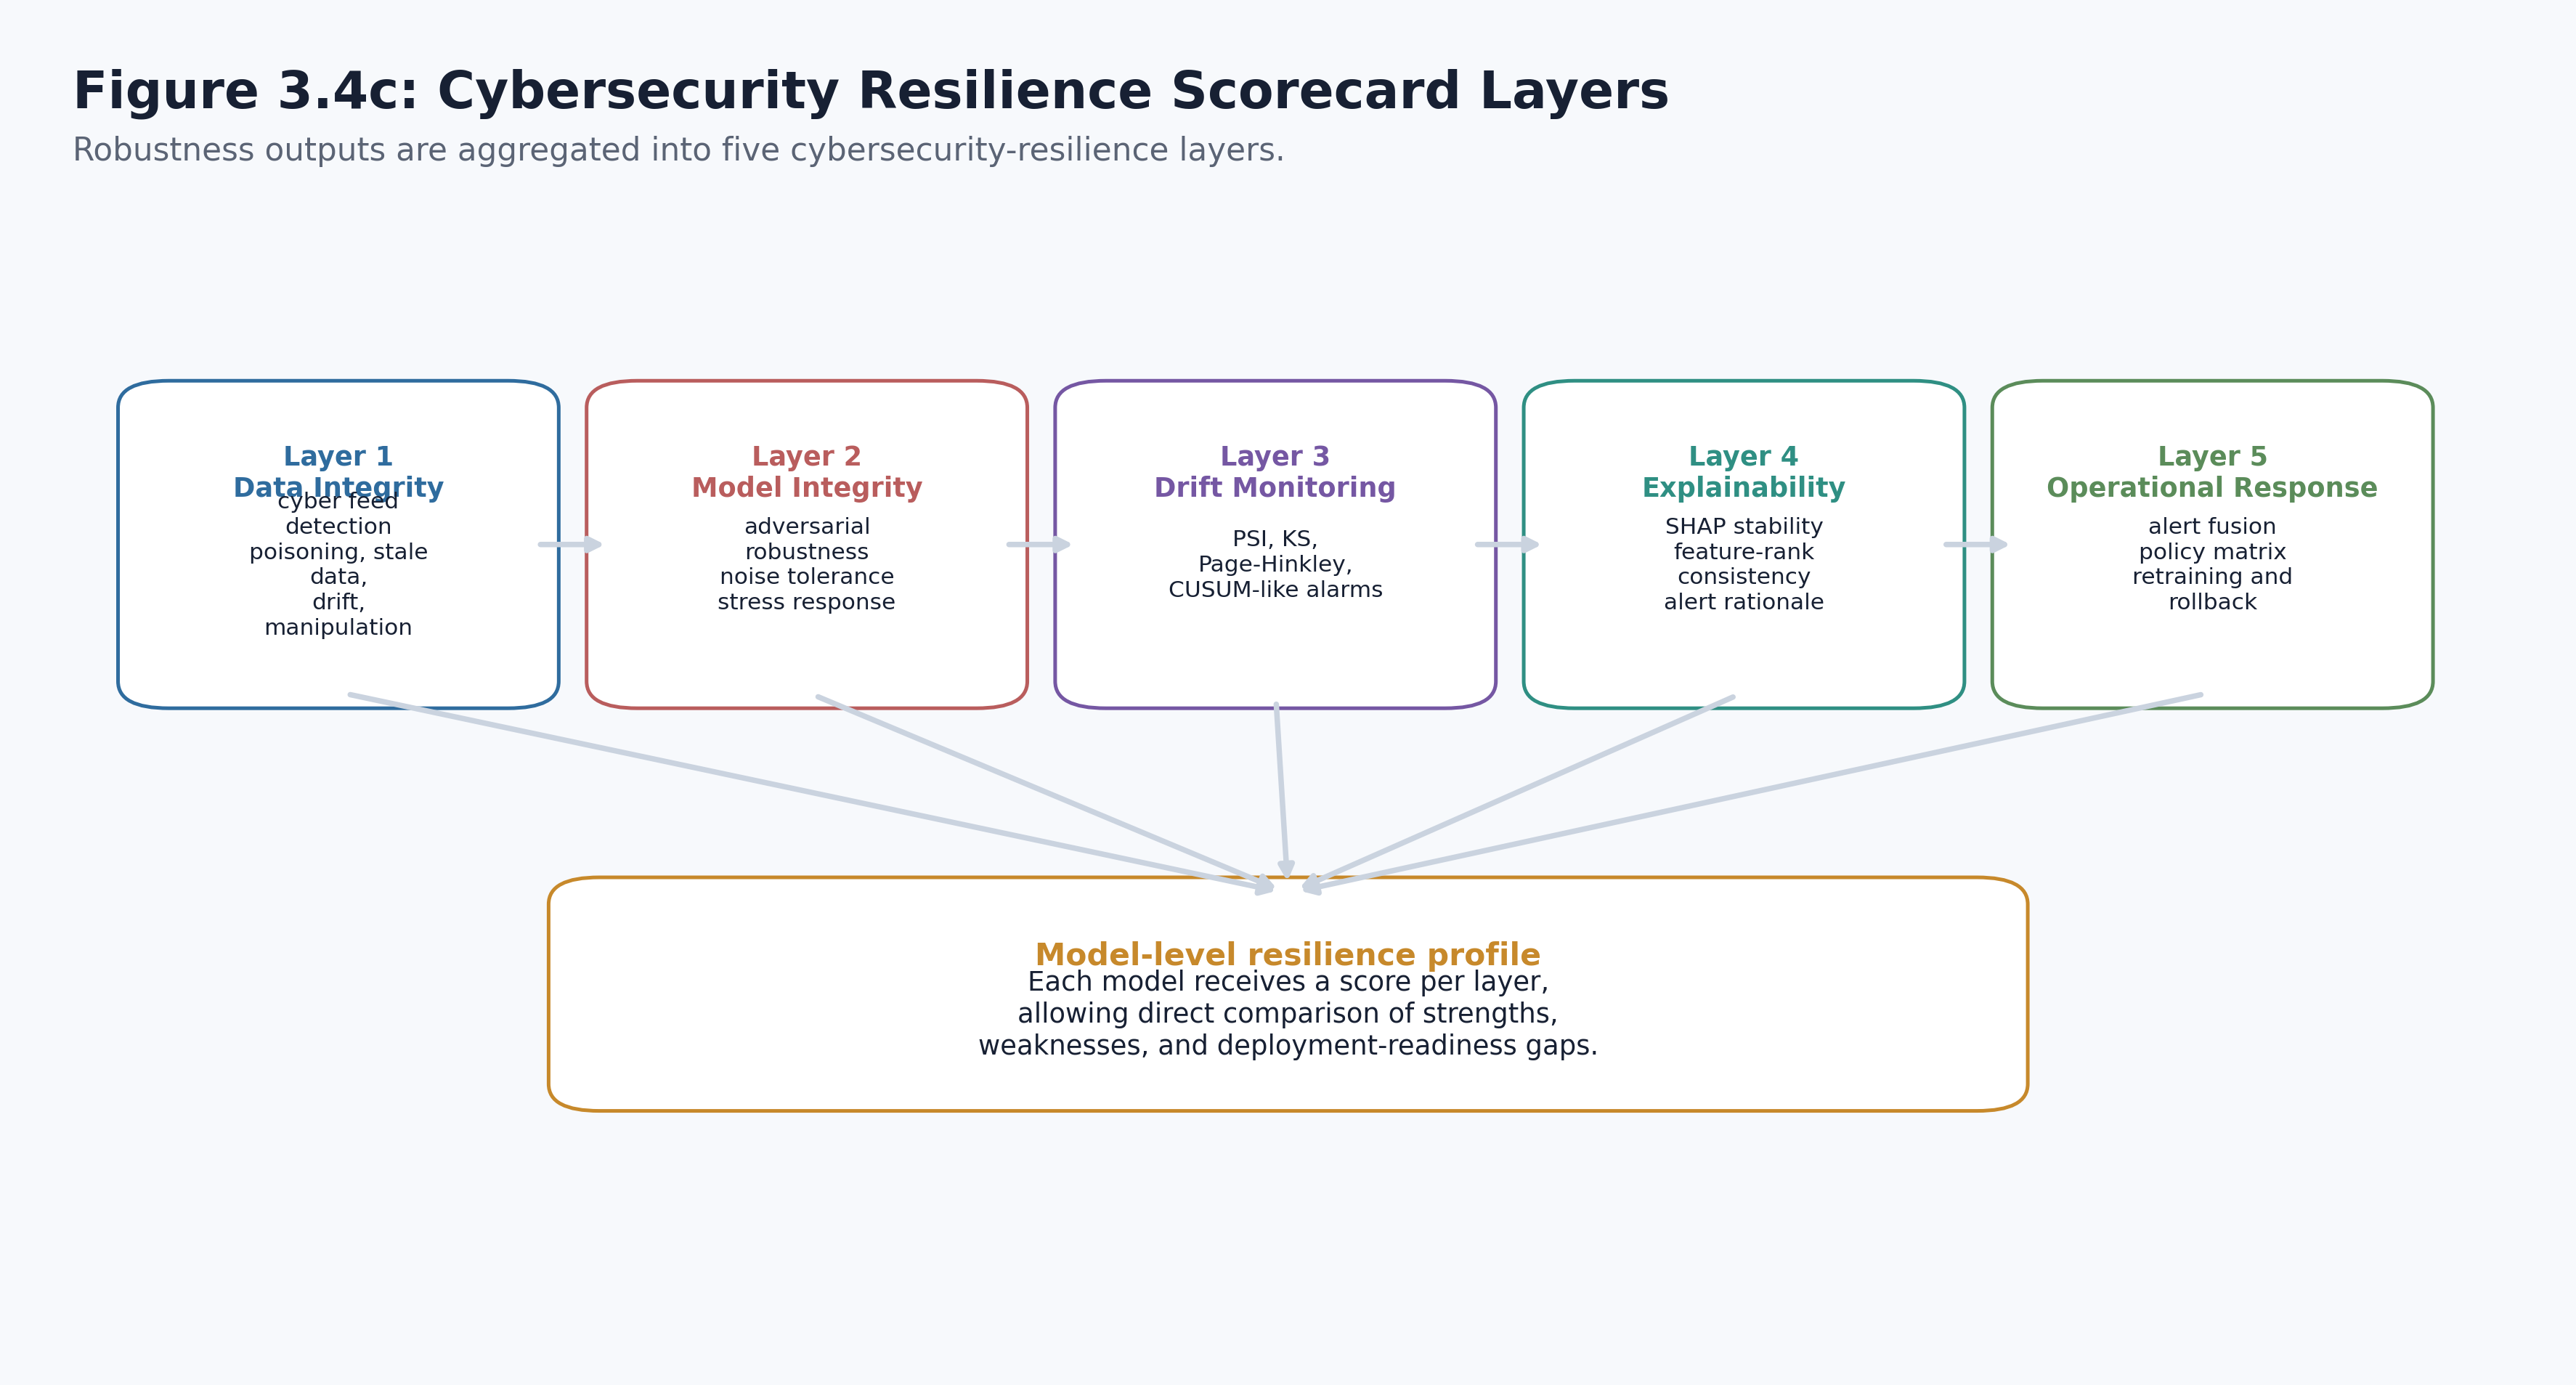 Figure 3.4c: Cybersecurity Resilience Scorecard Layers
Robustness outputs are aggregated into five cybersecurity-resilience layers.
Layer 1
Data Integrity
cyber feed
detection
poisoning, stale
data,
drift,
manipulation
Layer 2
Model Integrity
adversarial
robustness
noise tolerance
stress response
Layer 3
Drift Monitoring
PSI, KS,
Page-Hinkley,
CUSUM-like alarms
Layer 4
Explainability
SHAP stability
feature-rank
consistency
alert rationale
Layer 5
Operational Response
alert fusion
policy matrix
retraining and
rollback
Model-level resilience profile
Each model receives a score per layer,
allowing direct comparison of strengths,
weaknesses, and deployment-readiness gaps.